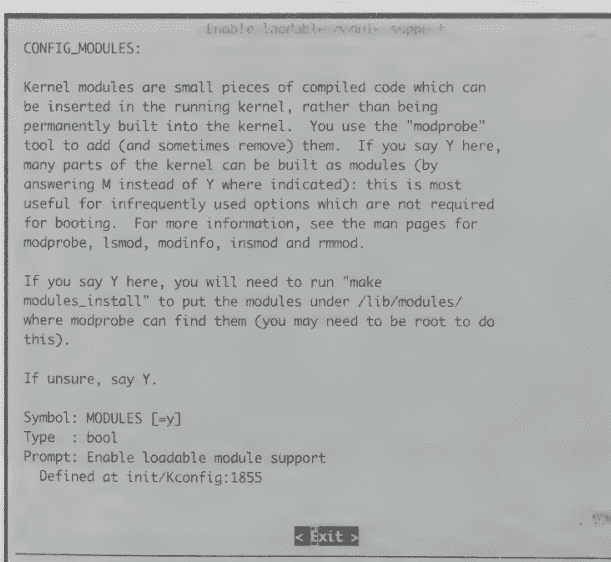 Enable loadable module support
CONFIG_MODULES:
Kernel modules are small pieces of compiled code which can
be inserted in the running kernel, rather than being
permanently built into the kernel.  You use the "modprobe"
tool to add (and sometimes remove) them.  If you say Y here,
many parts of the kernel can be built as modules (by
answering M instead of Y where indicated): this is most
useful for infrequently used options which are not required
for booting.  For more information, see the man pages for
modprobe, lsmod, modinfo, insmod and rmmod.
If you say Y here, you will need to run "make
modules_install" to put the modules under /lib/modules/
where modprobe can find them (you may need to be root to do
this).
If unsure, say Y.
Symbol: MODULES [=y]
Type  : bool
Prompt: Enable loadable module support
  Defined at init/Kconfig:1855
< Exit >